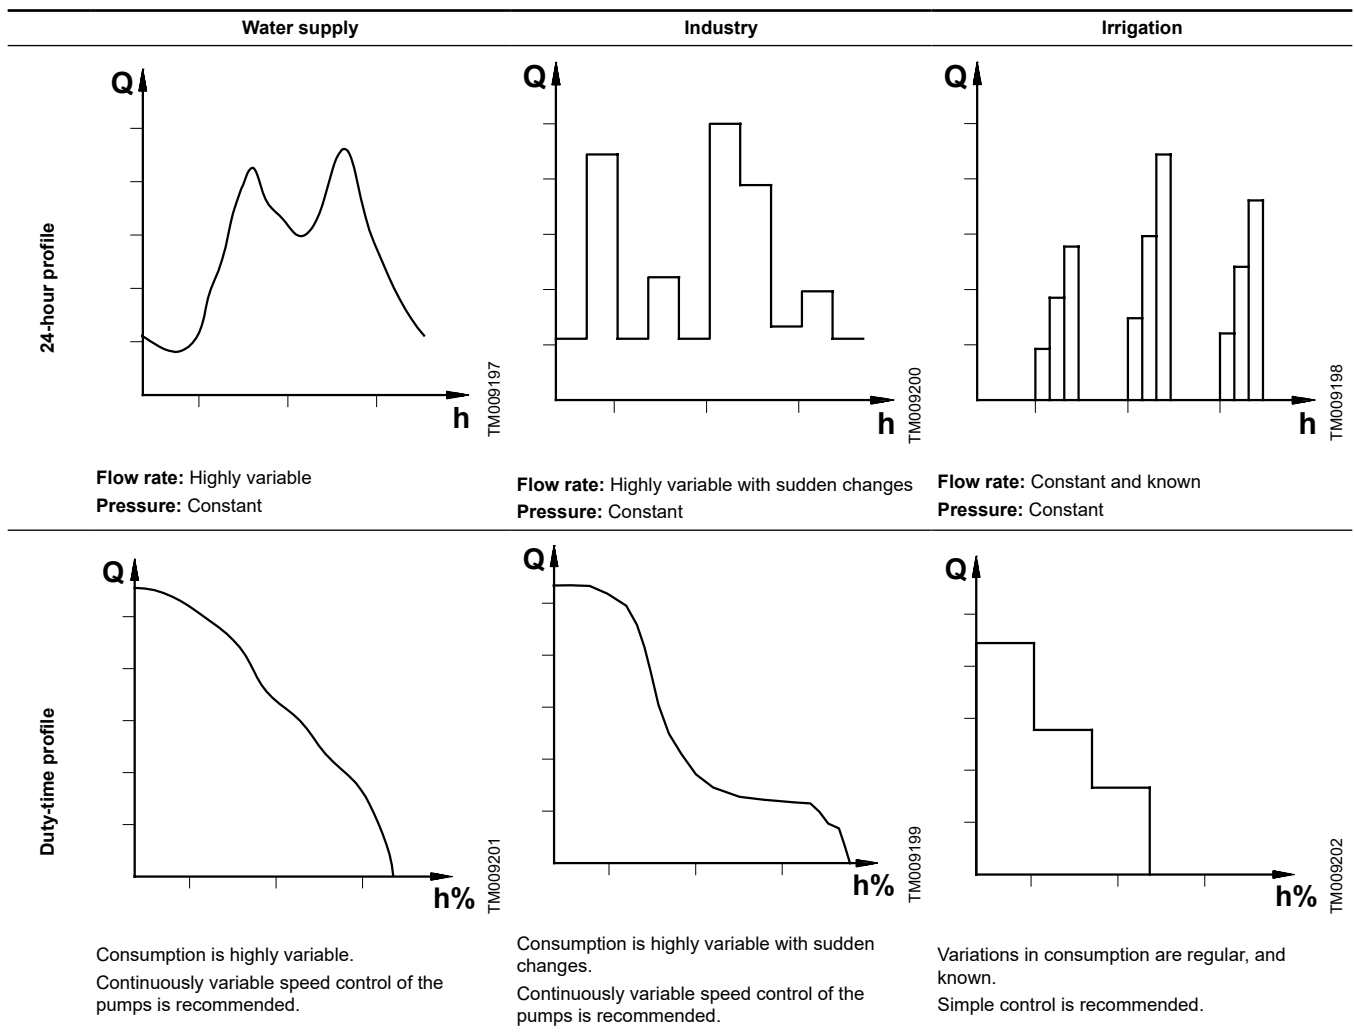 Water supply
Industry
Irrigation
24-hour profile
Q
h
TM009197
Q
h
TM009200
Q
h
TM009198
Flow rate: Highly variable
Pressure: Constant
Flow rate: Highly variable with sudden changes
Pressure: Constant
Flow rate: Constant and known
Pressure: Constant
Duty-time profile
Q
h%
TM009201
Q
h%
TM009199
Q
h%
TM009202
Consumption is highly variable.
Continuously variable speed control of the
pumps is recommended.
Consumption is highly variable with sudden
changes.
Continuously variable speed control of the
pumps is recommended.
Variations in consumption are regular, and
known.
Simple control is recommended.